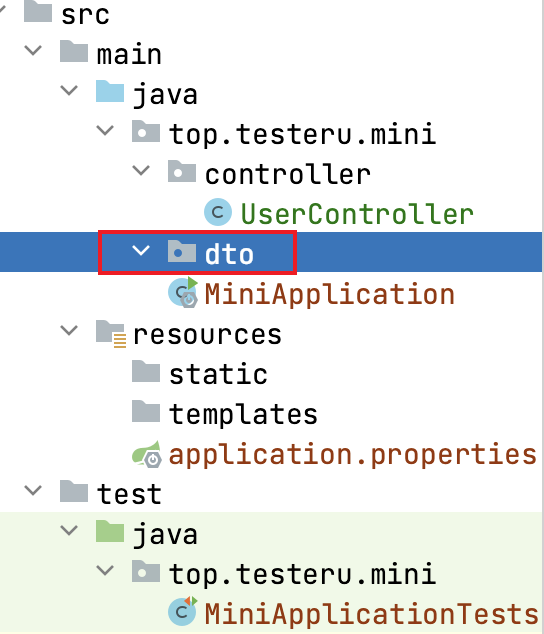 src
main
java
top.testeru.mini
controller
C UserController
dto
C MiniApplication
resources
static
templates
application.properties
test
java
top.testeru.mini
C MiniApplicationTests